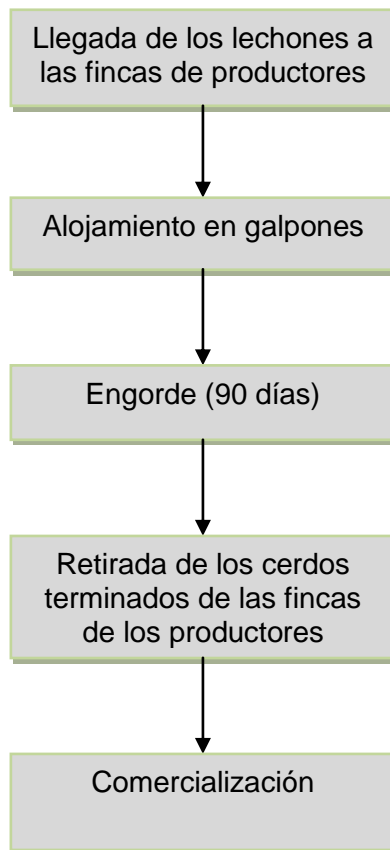 Llegada de los lechones a
las fincas de productores
Alojamiento en galpones
Engorde (90 días)
Retirada de los cerdos
terminados de las fincas
de los productores
Comercialización